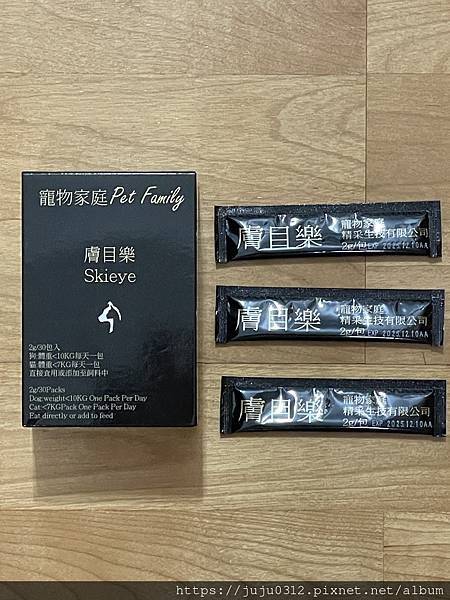 寵物家庭 Pet Family
膚目樂
Skieye
2g/30包入
狗:體重<10KG每天一包
貓:體重<7KG每天一包
直接食用或添加至飼料中
2g/30Packs
Dog:weight<10KG One Pack Per Day
Cat:<7KGPack One Pack Per Day
Eat directly or add to feed
膚目樂
寵物家庭
精采生技有限公司
2g/包 EXP 2025.12.10AA
膚目樂
寵物家庭
精采生技有限公司
2g/包 EXP 2025.12.10AA
膚目樂
寵物家庭
精采生技有限公司
2g/包 EXP 2025.12.10AA
https://juju0312.pixnet.net/album